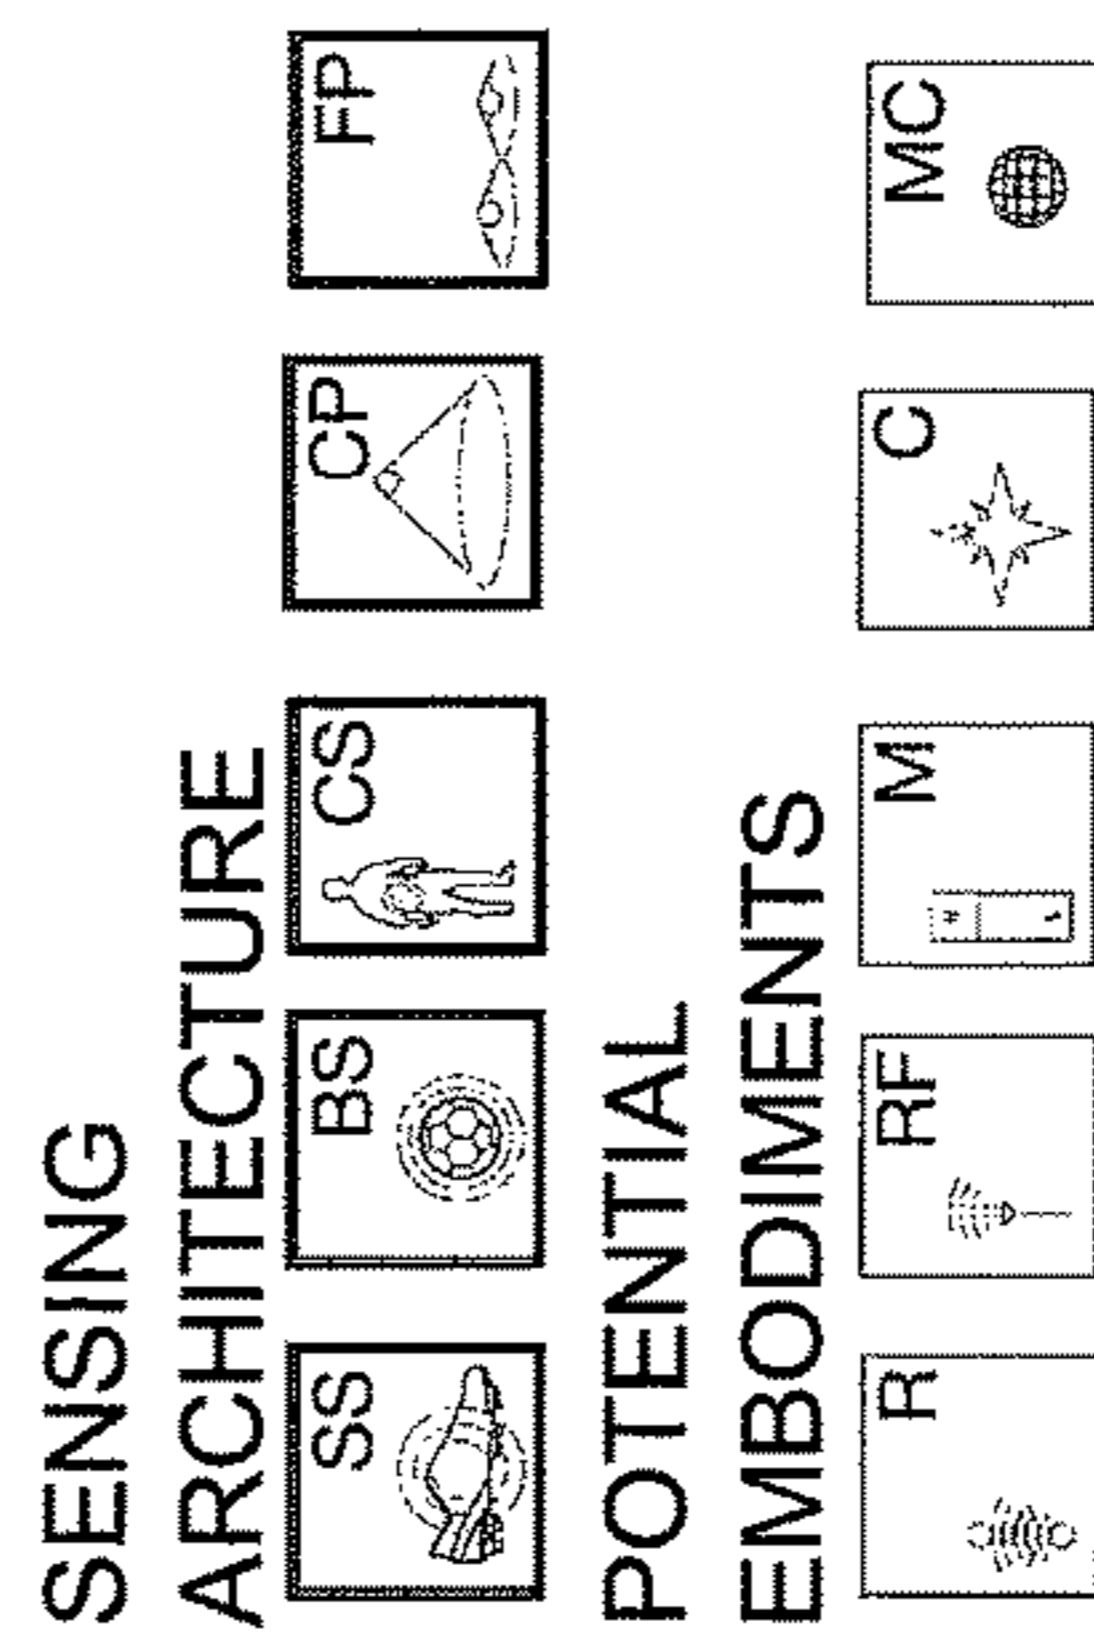 SENSING
ARCHITECTURE
SS
BS
CS
CP
FP
POTENTIAL
EMBODIMENTS
R
RF
M
C
MC